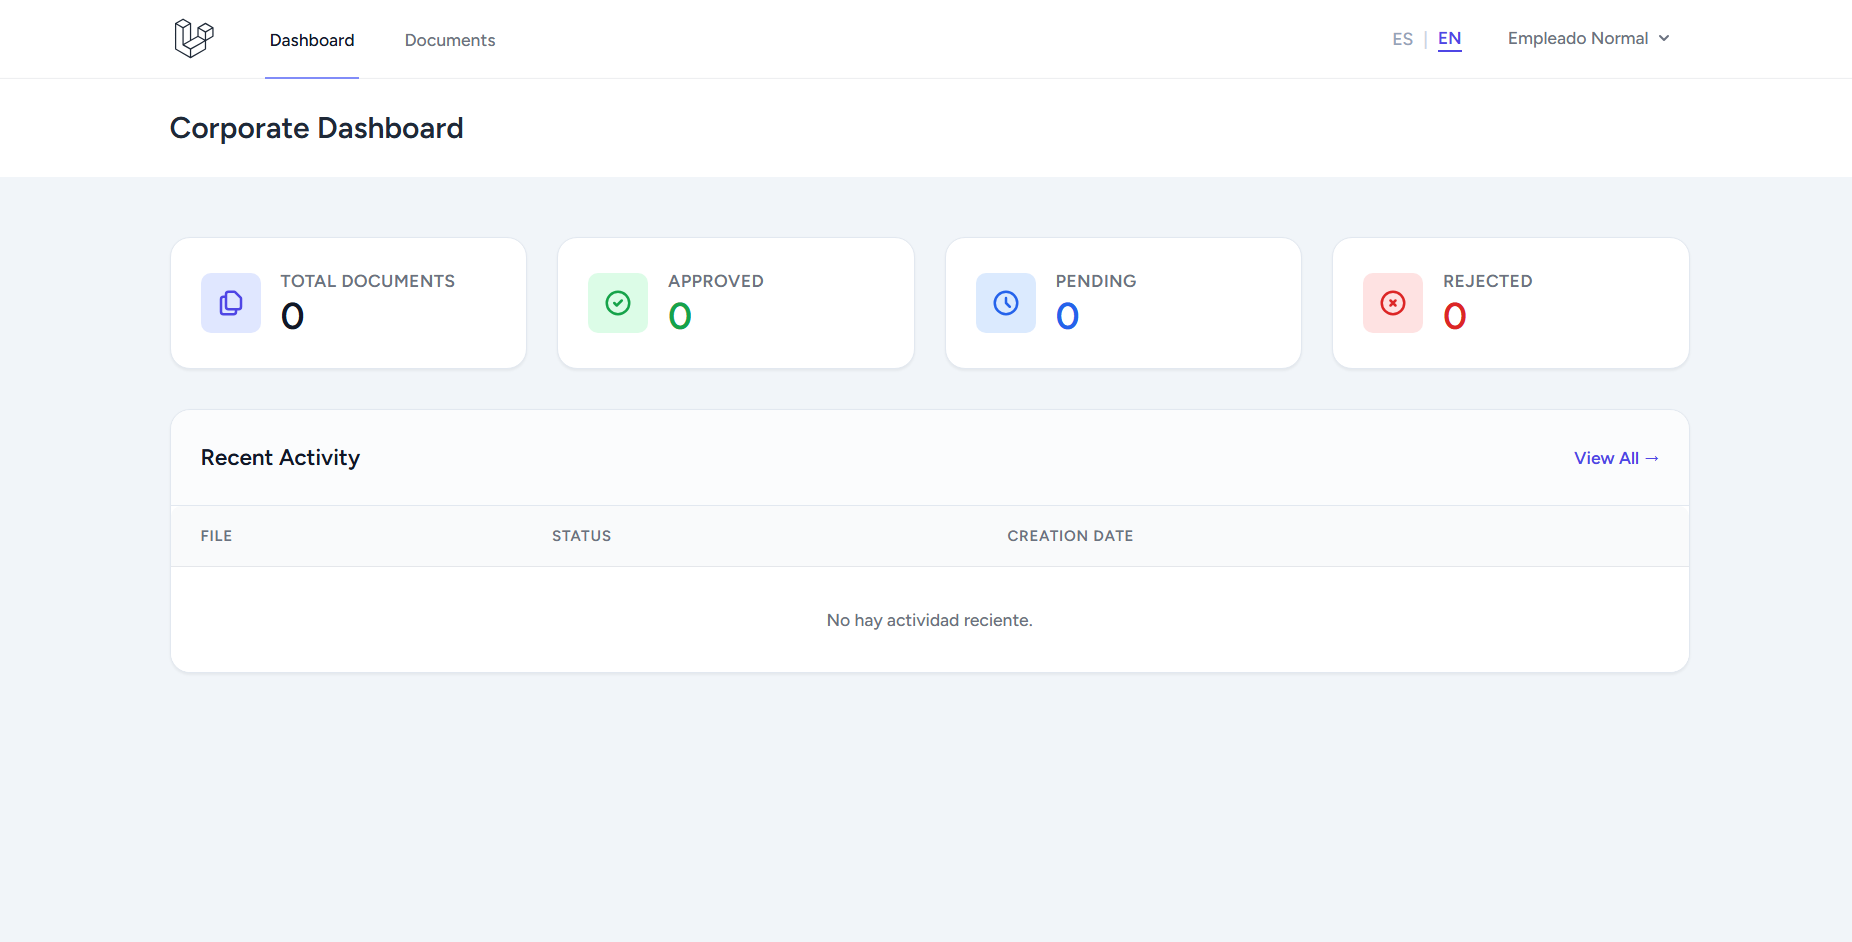 Dashboard
Documents
ES | EN
Empleado Normal
Corporate Dashboard
TOTAL DOCUMENTS
0
APPROVED
0
PENDING
0
REJECTED
0
Recent Activity
View All →
FILE
STATUS
CREATION DATE
No hay actividad reciente.